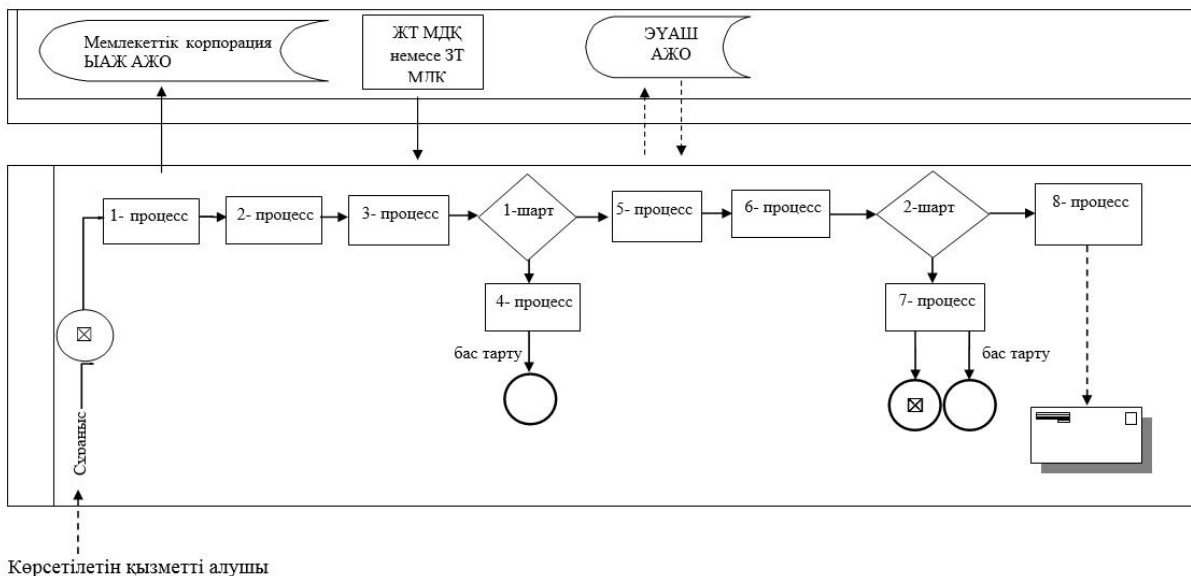 Мемлекеттік корпорация
ЫАЖ АЖО
ЖТ МДҚ
немесе ЗТ
МДҚ
ЭҮАШ
АЖО
1- процесс
2- процесс
3- процесс
1-шарт
5- процесс
6- процесс
2-шарт
8- процесс
4- процесс
7- процесс
бас тарту
бас тарту
Сұраныс
Көрсетілетін қызметті алушы